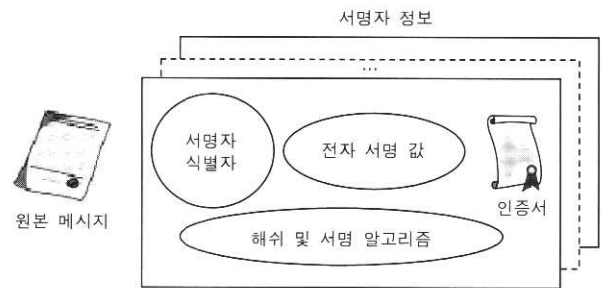 서명자 정보
...
서명자
식별자
전자 서명 값
원본 메시지
인증서
해쉬 및 서명 알고리즘